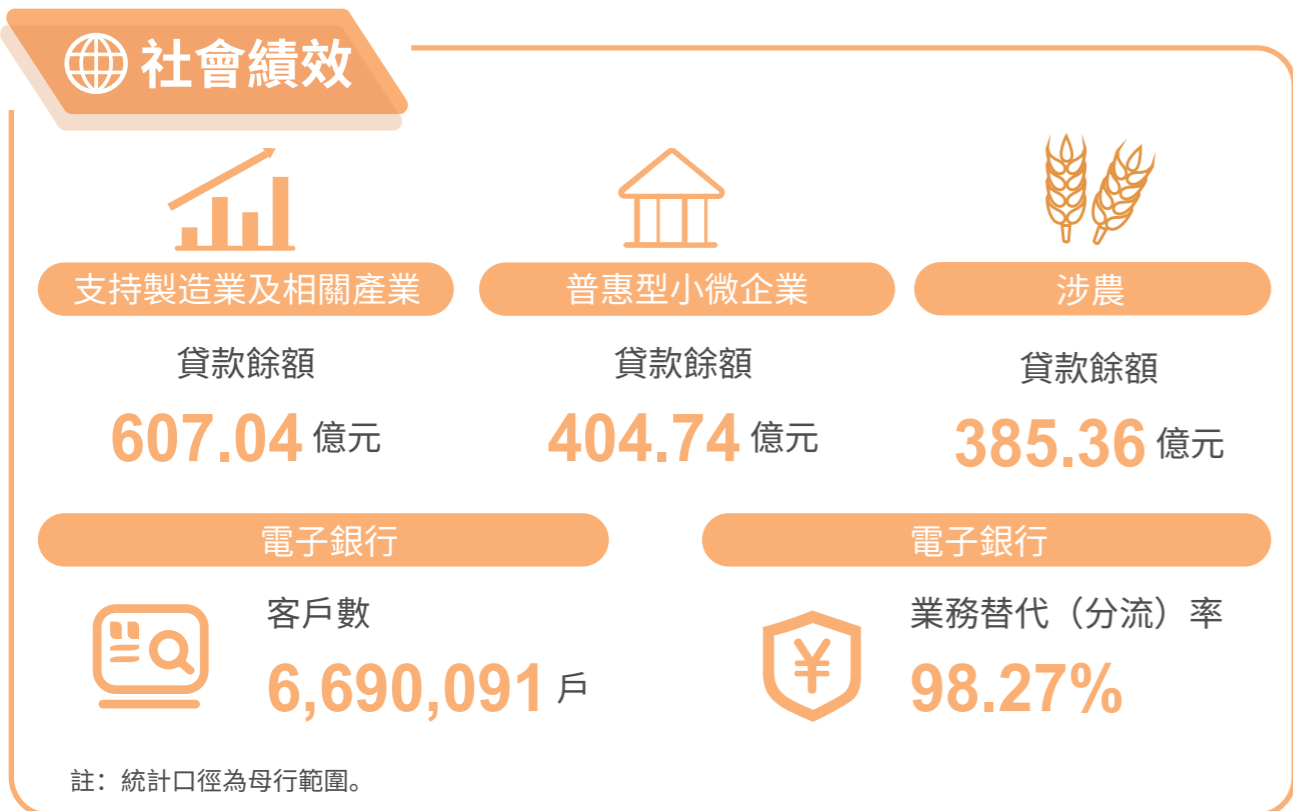 社會績效
支持製造業及相關產業
貸款餘額
607.04 億元
普惠型小微企業
貸款餘額
404.74 億元
涉農
貸款餘額
385.36 億元
電子銀行
客戶數
6,690,091 戶
電子銀行
業務替代（分流）率
98.27%
註：統計口徑為母行範圍。